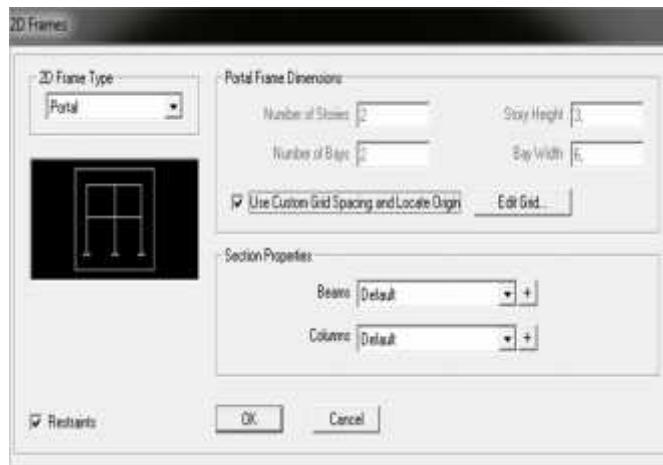 2D Frames
2D Frame Type
Portal
Portal Frame Dimensions
Number of Stories 2
Story Height 3,
Number of Bays 2
Bay Width 6,
Use Custom Grid Spacing and Locate Origin
Edit Grid...
Section Properties
Beams Default +
Columns Default +
Restraints
OK
Cancel